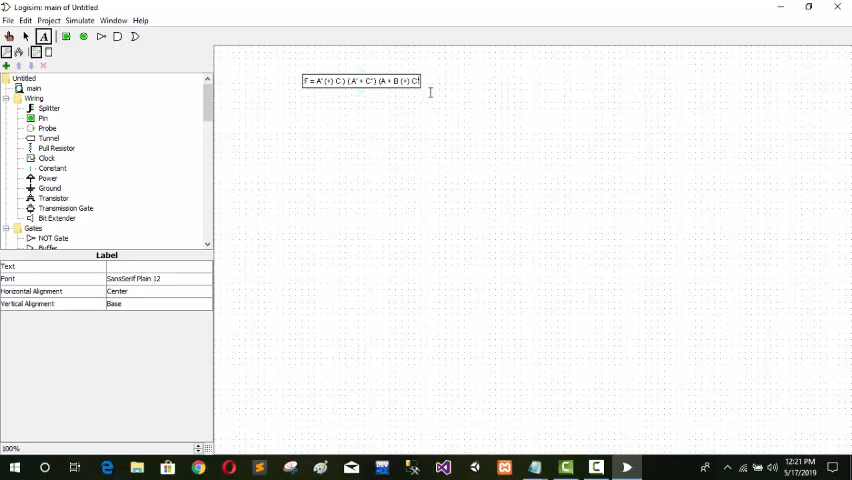 Logisim: main of Untitled
File Edit Project Simulate Window Help
A
Untitled
main
Wiring
Splitter
Pin
Probe
Tunnel
Pull Resistor
Clock
Constant
Power
Ground
Transistor
Transmission Gate
Bit Extender
Gates
NOT Gate
Buffer
Label
Text
Font SansSerif Plain 12
Horizontal Alignment Center
Vertical Alignment Base
100%
12:21 PM
5/17/2019